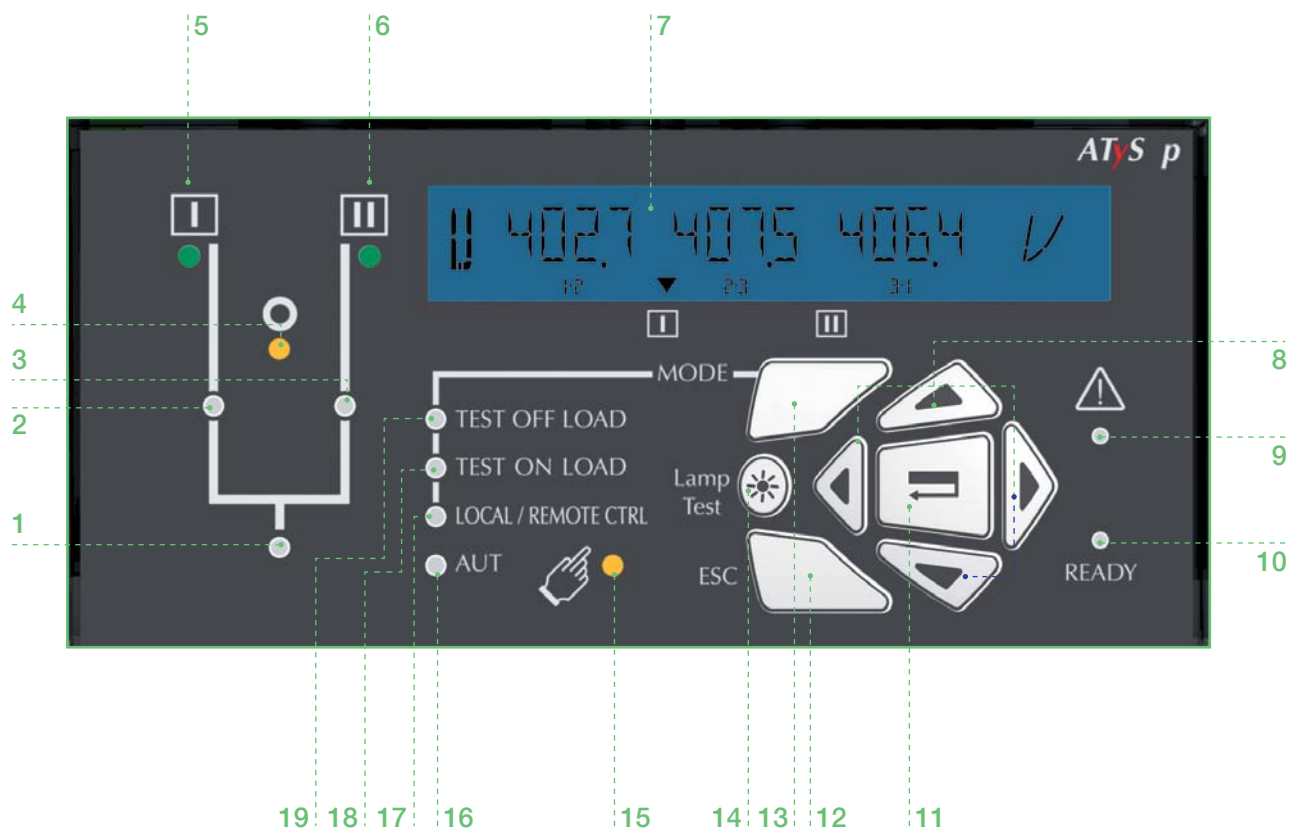 5 6 7
ATyS p
I II
U 402.7 407.5 406.4 V
1-2 2-3 3-1
I II
4
3
2
1
MODE
TEST OFF LOAD
TEST ON LOAD
LOCAL / REMOTE CTRL
AUT
Lamp
Test
ESC
READY
8
9
10
19 18 17 16 15 14 13 12 11